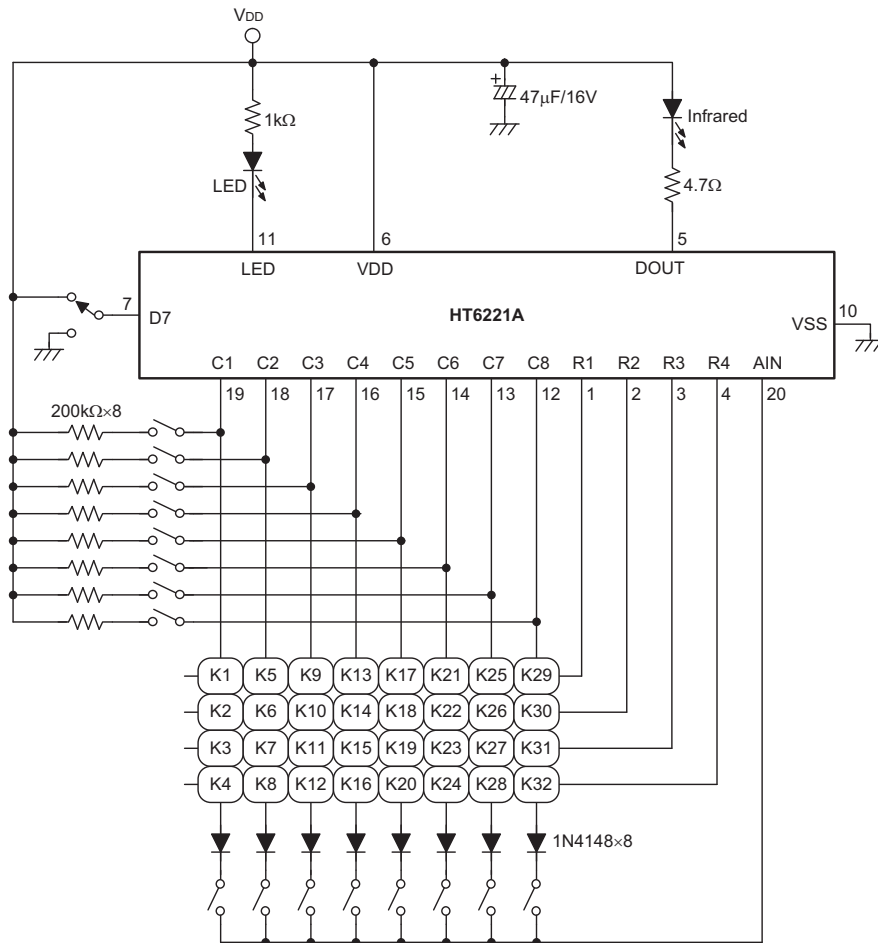 VDD
47μF/16V
1kΩ
Infrared
LED
4.7Ω
11 6 5
LED VDD DOUT
7 D7 HT6221A VSS 10
C1 C2 C3 C4 C5 C6 C7 C8 R1 R2 R3 R4 AIN
19 18 17 16 15 14 13 12 1 2 3 4 20
200kΩ×8
K1 K5 K9 K13 K17 K21 K25 K29
K2 K6 K10 K14 K18 K22 K26 K30
K3 K7 K11 K15 K19 K23 K27 K31
K4 K8 K12 K16 K20 K24 K28 K32
1N4148×8